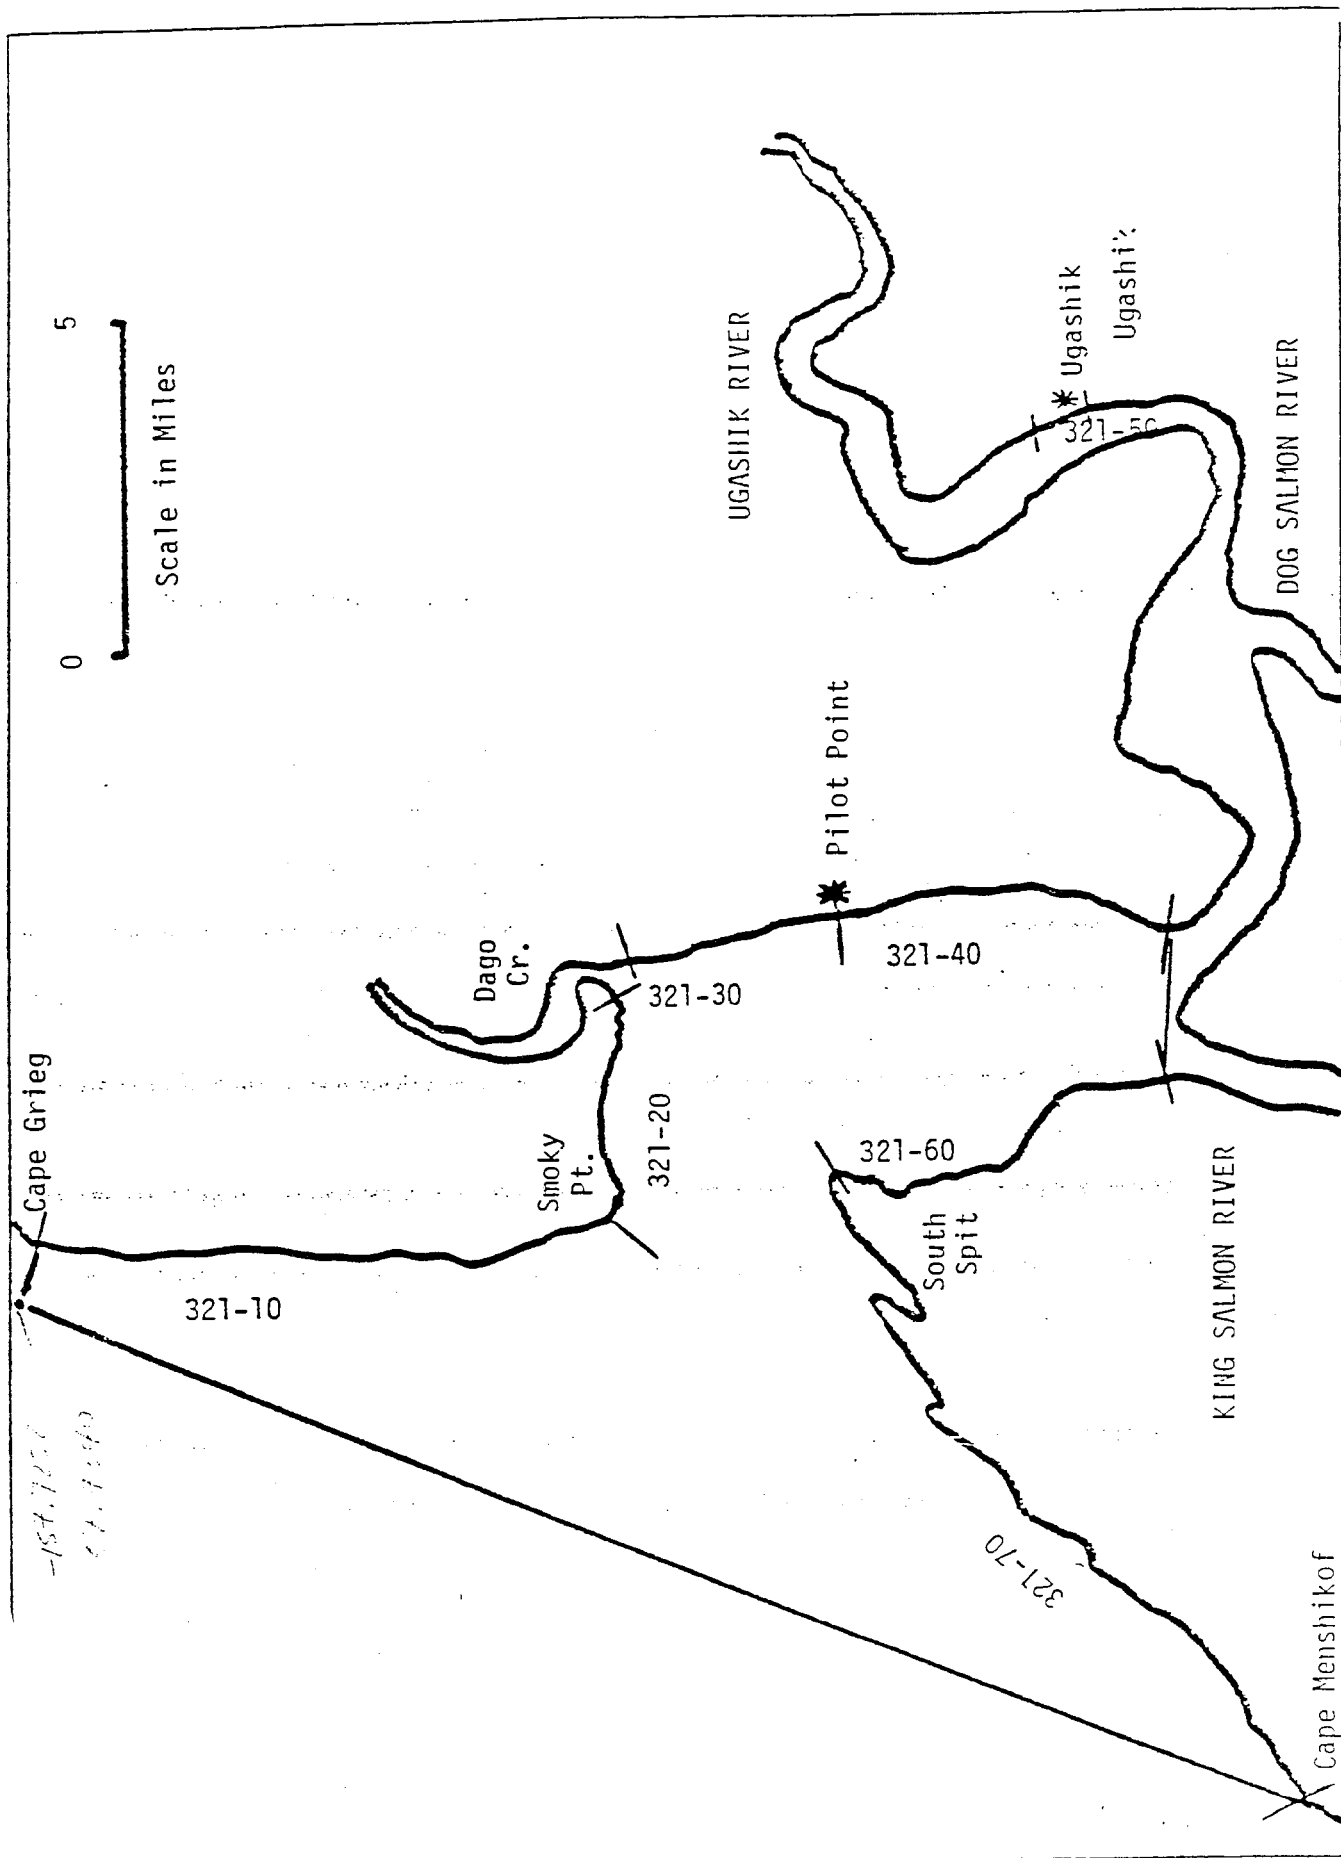 0
5
Scale in Miles
Cape Grieg
Dago
Cr.
Smoky
Pt.
321-10
321-20
321-30
Pilot Point
321-40
UGASHIK RIVER
Ugashik
321-50
DOG SALMON RIVER
321-60
South
Spit
KING SALMON RIVER
321-70
Cape Menshikof